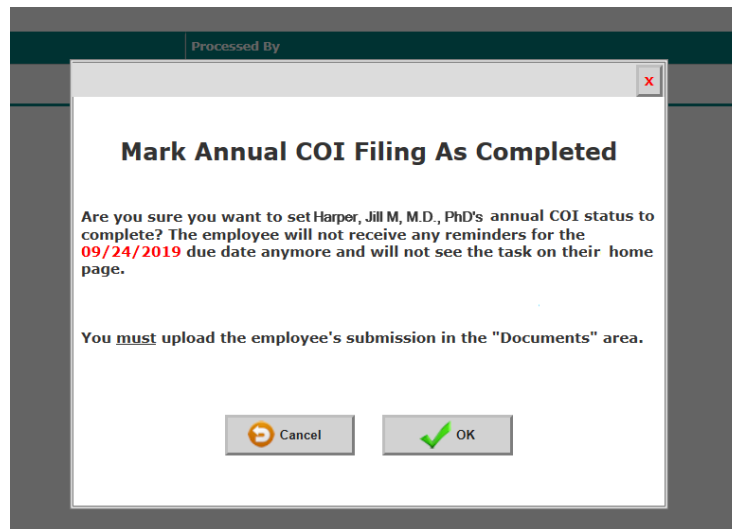 Processed By
x
Mark Annual COI Filing As Completed
Are you sure you want to set Harper, Jill M, M.D., PhD's annual COI status to
complete? The employee will not receive any reminders for the
09/24/2019 due date anymore and will not see the task on their home
page.
You must upload the employee's submission in the "Documents" area.
Cancel
OK